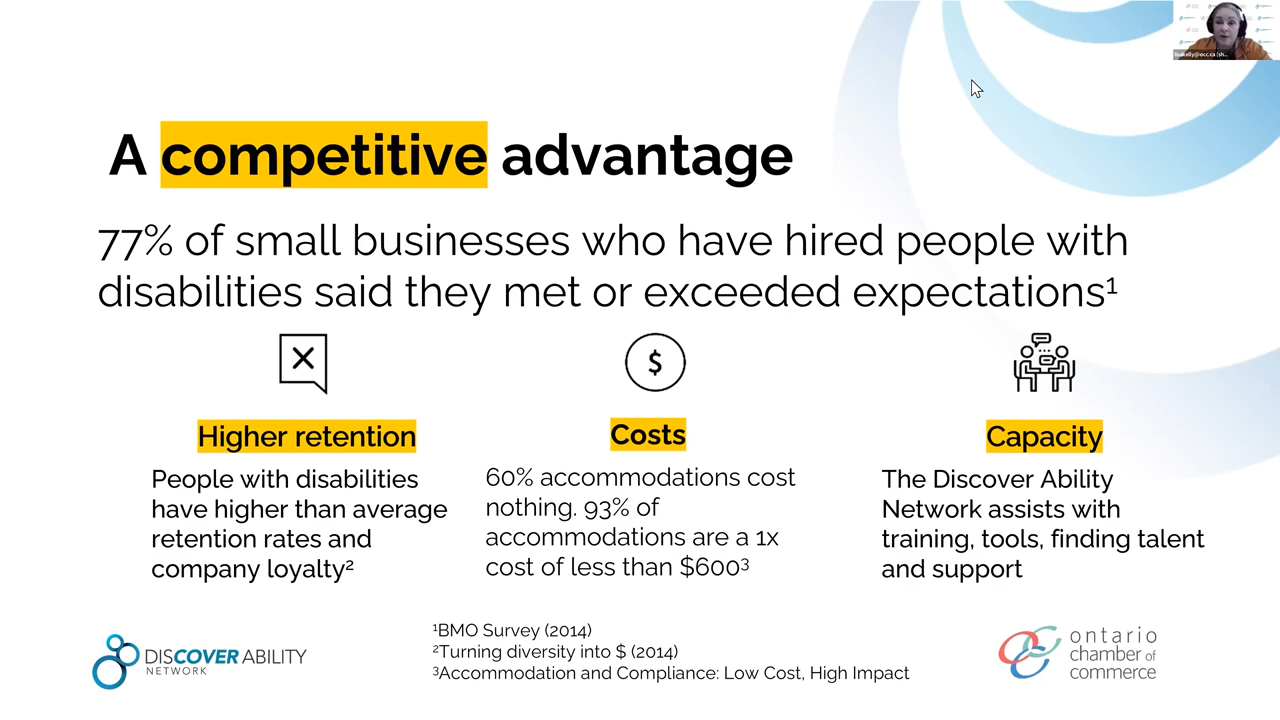 A competitive advantage
77% of small businesses who have hired people with
disabilities said they met or exceeded expectations¹
$
Higher retention
People with disabilities
have higher than average
retention rates and
company loyalty²
Costs
60% accommodations cost
nothing. 93% of
accommodations are a 1x
cost of less than $600³
Capacity
The Discover Ability
Network assists with
training, tools, finding talent
and support
¹BMO Survey (2014)
²Turning diversity into $ (2014)
³Accommodation and Compliance: Low Cost, High Impact
DISCOVER ABILITY
NETWORK
ontario
chamber of
commerce